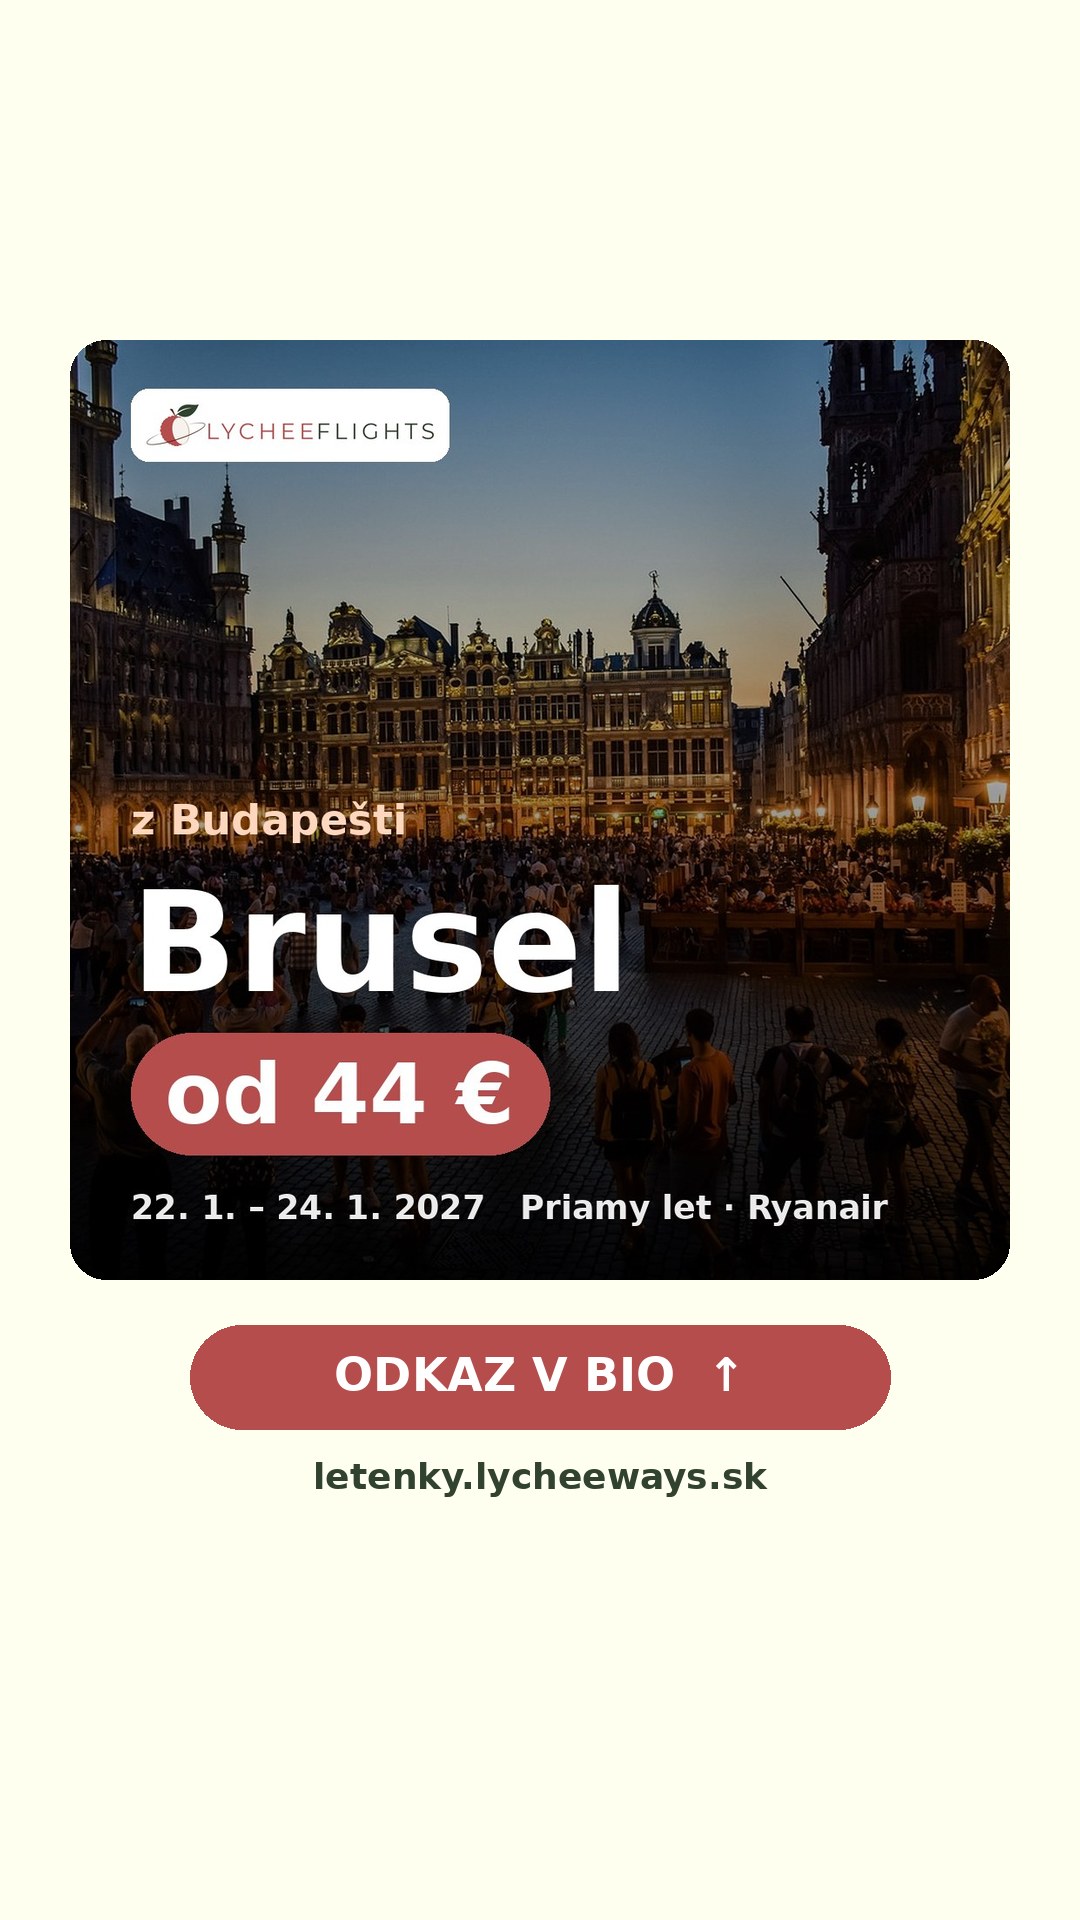 LYCHEEFLIGHTS
z Budapešti
Brusel
od 44 €
22. 1. – 24. 1. 2027 Priamy let · Ryanair
ODKAZ V BIO ↑
letenky.lycheeways.sk